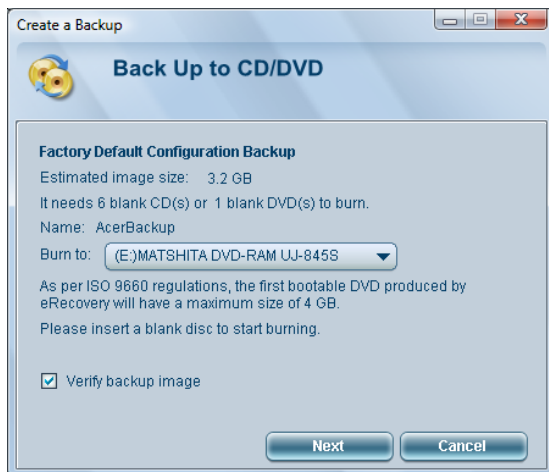 Create a Backup
Back Up to CD/DVD
Factory Default Configuration Backup
Estimated image size: 3.2 GB
It needs 6 blank CD(s) or 1 blank DVD(s) to burn.
Name: AcerBackup
Burn to: (E:)MATSHITA DVD-RAM UJ-845S
As per ISO 9660 regulations, the first bootable DVD produced by
eRecovery will have a maximum size of 4 GB.
Please insert a blank disc to start burning.
Verify backup image
Next Cancel